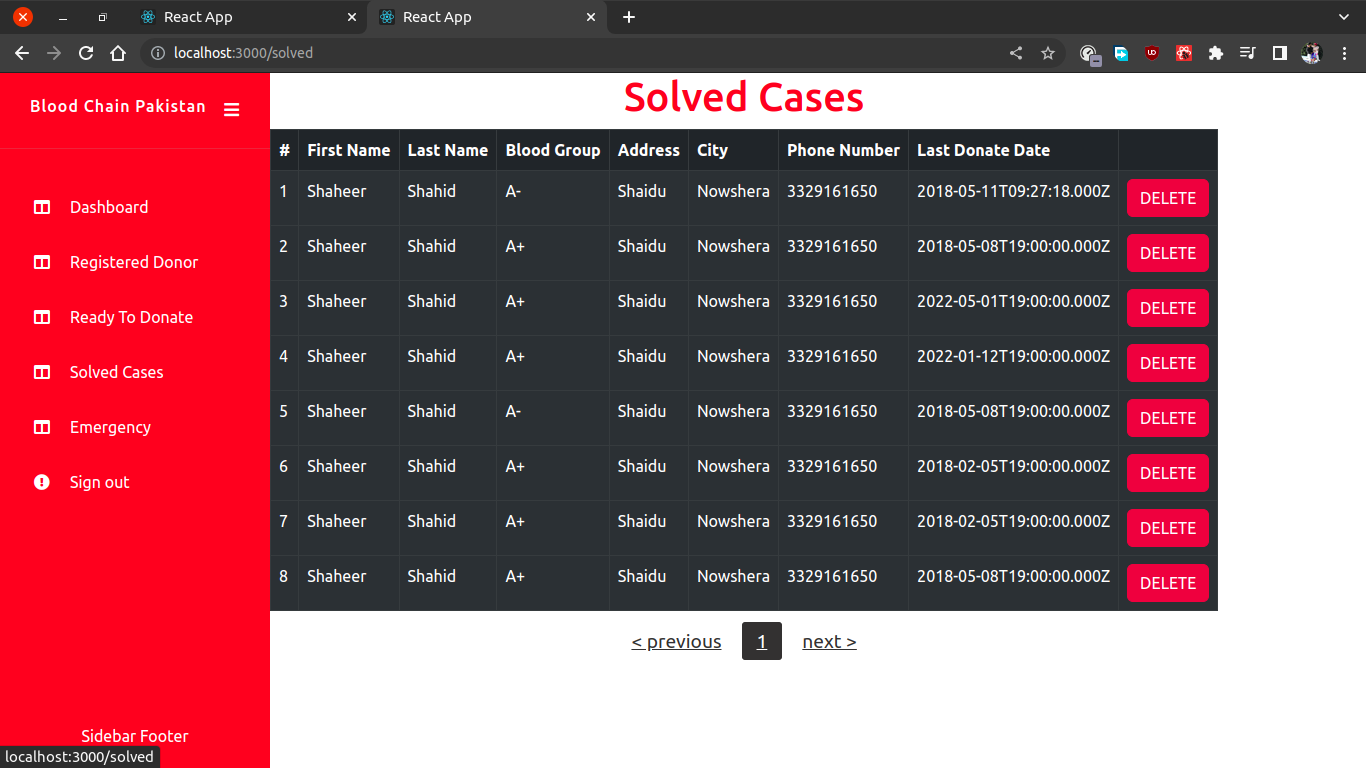 React App
React App
localhost:3000/solved
Blood Chain Pakistan
Dashboard
Registered Donor
Ready To Donate
Solved Cases
Emergency
Sign out
Sidebar Footer
localhost:3000/solved
Solved Cases
# First Name Last Name Blood Group Address City Phone Number Last Donate Date
1 Shaheer Shahid A- Shaidu Nowshera 3329161650 2018-05-11T09:27:18.000Z DELETE
2 Shaheer Shahid A+ Shaidu Nowshera 3329161650 2018-05-08T19:00:00.000Z DELETE
3 Shaheer Shahid A+ Shaidu Nowshera 3329161650 2022-05-01T19:00:00.000Z DELETE
4 Shaheer Shahid A+ Shaidu Nowshera 3329161650 2022-01-12T19:00:00.000Z DELETE
5 Shaheer Shahid A- Shaidu Nowshera 3329161650 2018-05-08T19:00:00.000Z DELETE
6 Shaheer Shahid A+ Shaidu Nowshera 3329161650 2018-02-05T19:00:00.000Z DELETE
7 Shaheer Shahid A+ Shaidu Nowshera 3329161650 2018-02-05T19:00:00.000Z DELETE
8 Shaheer Shahid A+ Shaidu Nowshera 3329161650 2018-05-08T19:00:00.000Z DELETE
< previous 1 next >